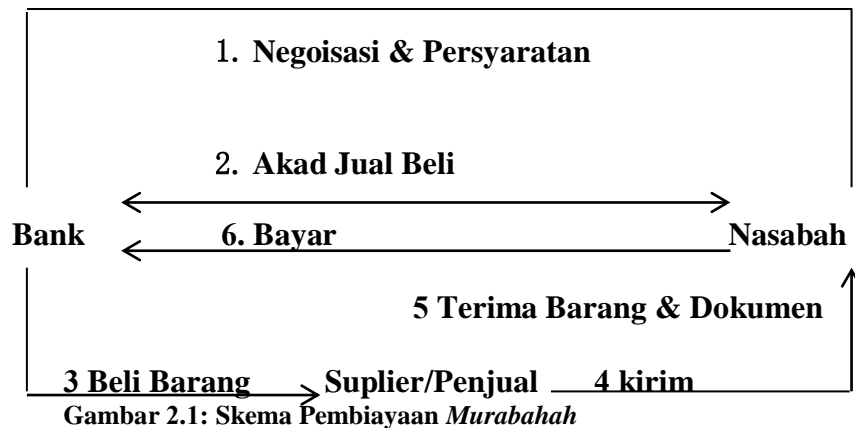 1. Negoisasi & Persyaratan
2. Akad Jual Beli
Bank 6. Bayar Nasabah
5 Terima Barang & Dokumen
3 Beli Barang Suplier/Penjual 4 kirim
Gambar 2.1: Skema Pembiayaan Murabahah